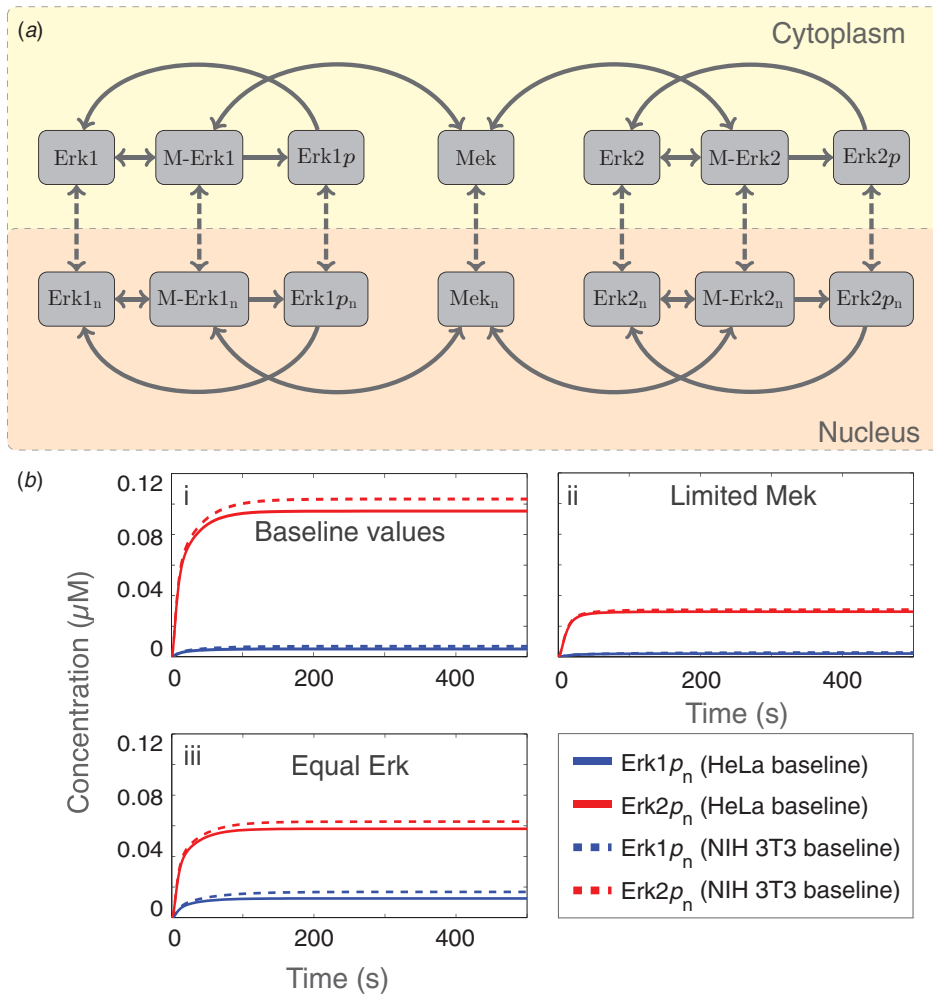 (a)
Cytoplasm
Erk1 M-Erk1 Erk1p Mek Erk2 M-Erk2 Erk2p
Erk1n M-Erk1n Erk1pn Mekn Erk2n M-Erk2n Erk2pn
Nucleus
(b)
Concentration (μM)
0.12
0.08
0.04
0
i
Baseline values
0 200 400
ii
Limited Mek
0 200 400
Time (s)
0.12
0.04
0
iii
Equal Erk
0 200 400
Time (s)
Erk1pn (HeLa baseline)
Erk2pn (HeLa baseline)
Erk1pn (NIH 3T3 baseline)
Erk2pn (NIH 3T3 baseline)